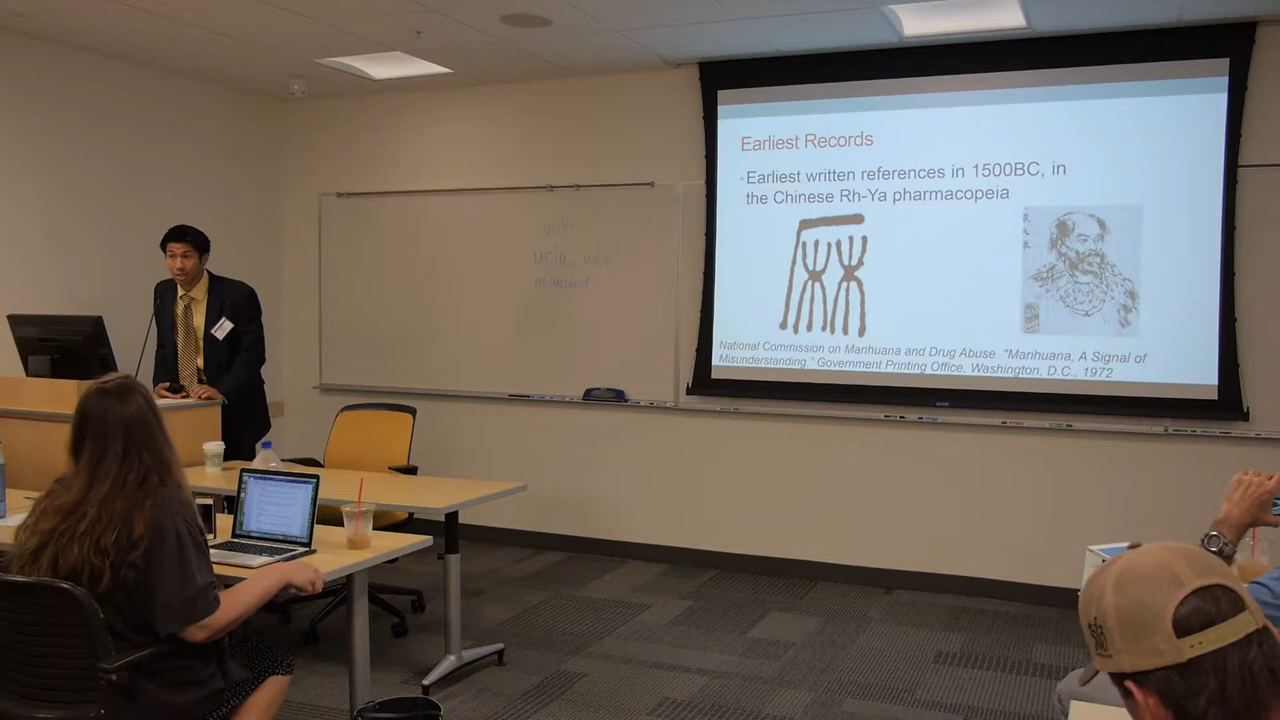 Earliest Records
Earliest written references in 1500BC, in
the Chinese Rh-Ya pharmacopeia
National Commission on Marihuana and Drug Abuse. "Marihuana, A Signal of
Misunderstanding," Government Printing Office, Washington, D.C., 1972